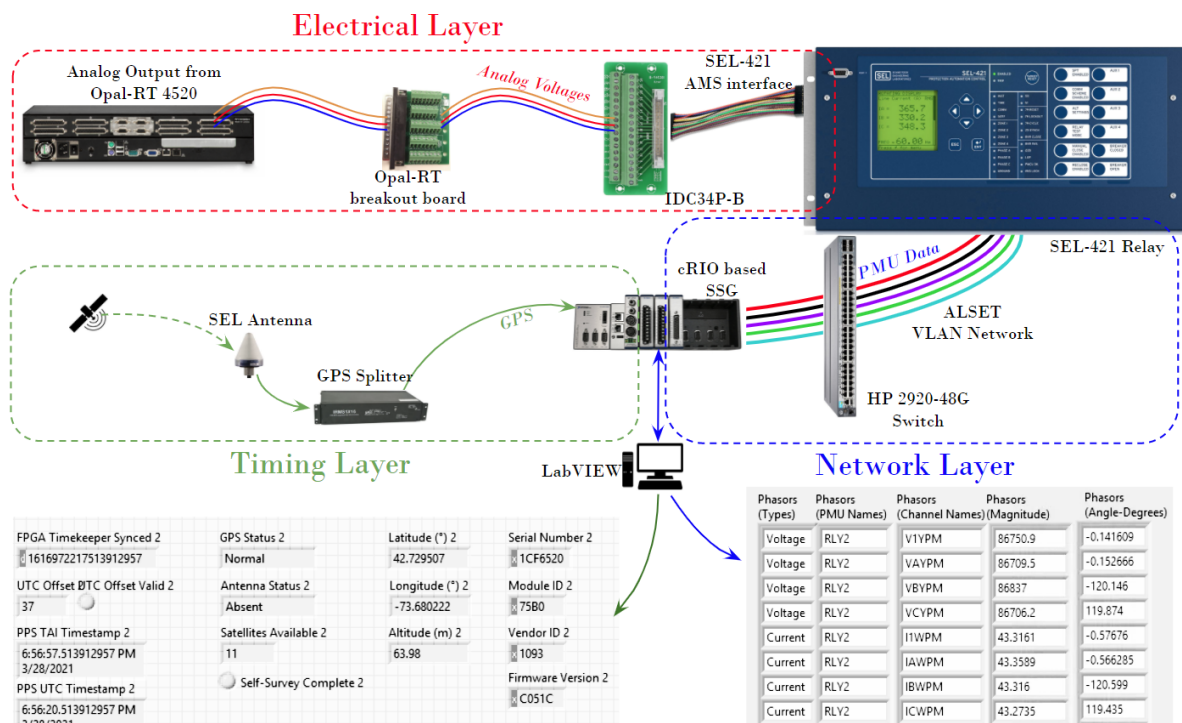 Electrical Layer
Analog Output from
Opal-RT 4520
Analog Voltages
SEL-421
AMS interface
Opal-RT
breakout board
IDC34P-B
SEL
SEL-421
PROTECTION AUTOMATION CONTROL
365.7
330.2
348.3
60.00
SEL-421 Relay
PMU Data
cRIO based
SSG
ALSET
VLAN Network
HP 2920-48G
Switch
Network Layer
SEL Antenna
GPS Splitter
GPS
Timing Layer
LabVIEW
FPGA Timekeeper Synced 2
d 1616972217513912957
UTC Offset 2 UTC Offset Valid 2
37
PPS TAI Timestamp 2
6:56:57.513912957 PM
3/28/2021
PPS UTC Timestamp 2
6:56:20.513912957 PM
3/28/2021
GPS Status 2
Normal
Antenna Status 2
Absent
Satellites Available 2
11
Self-Survey Complete 2
Latitude (°) 2
42.729507
Longitude (°) 2
-73.680222
Altitude (m) 2
63.98
Serial Number 2
x 1CF6520
Module ID 2
x 75B0
Vendor ID 2
x 1093
Firmware Version 2
x C051C
Phasors Phasors Phasors Phasors Phasors
(Types) (PMU Names) (Channel Names) (Magnitude) (Angle-Degrees)
Voltage RLY2 V1YPM 86750.9 -0.141609
Voltage RLY2 VAYPM 86709.5 -0.152666
Voltage RLY2 VBYPM 86837 -120.146
Voltage RLY2 VCYPM 86706.2 119.874
Current RLY2 I1WPM 43.3161 -0.57676
Current RLY2 IAWPM 43.3589 -0.566285
Current RLY2 IBWPM 43.316 -120.599
Current RLY2 ICWPM 43.2735 119.435